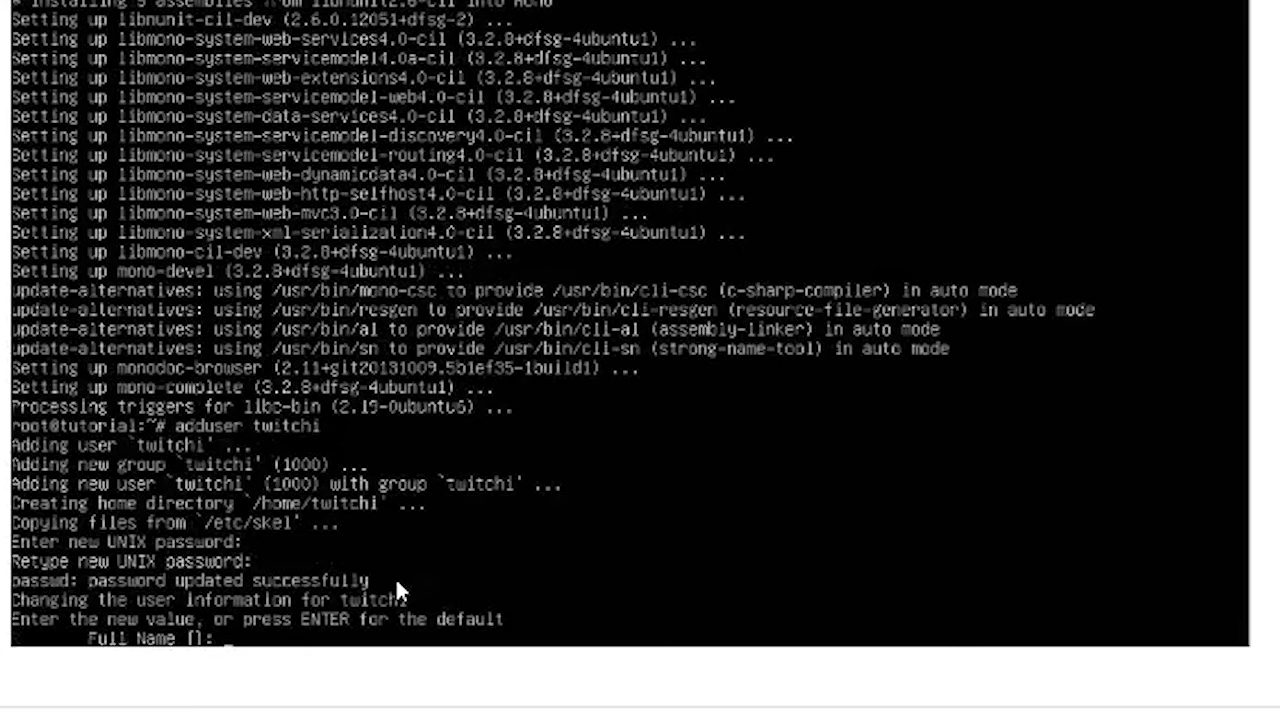 * Installing 5 assemblies from libnunit2.6-cil into Mono
Setting up libnunit-cil-dev (2.6.0.12051+dfsg-2) ...
Setting up libmono-system-web-services4.0-cil (3.2.8+dfsg-4ubuntu1) ...
Setting up libmono-system-servicemodel4.0a-cil (3.2.8+dfsg-4ubuntu1) ...
Setting up libmono-system-web-extensions4.0-cil (3.2.8+dfsg-4ubuntu1) ...
Setting up libmono-system-servicemodel-web4.0-cil (3.2.8+dfsg-4ubuntu1) ...
Setting up libmono-system-data-services4.0-cil (3.2.8+dfsg-4ubuntu1) ...
Setting up libmono-system-servicemodel-discovery4.0-cil (3.2.8+dfsg-4ubuntu1) ...
Setting up libmono-system-servicemodel-routing4.0-cil (3.2.8+dfsg-4ubuntu1) ...
Setting up libmono-system-web-dynamicdata4.0-cil (3.2.8+dfsg-4ubuntu1) ...
Setting up libmono-system-web-http-selfhost4.0-cil (3.2.8+dfsg-4ubuntu1) ...
Setting up libmono-system-web-mvc3.0-cil (3.2.8+dfsg-4ubuntu1) ...
Setting up libmono-system-xml-serialization4.0-cil (3.2.8+dfsg-4ubuntu1) ...
Setting up libmono-cil-dev (3.2.8+dfsg-4ubuntu1) ...
Setting up mono-devel (3.2.8+dfsg-4ubuntu1) ...
update-alternatives: using /usr/bin/mono-csc to provide /usr/bin/cli-csc (c-sharp-compiler) in auto mode
update-alternatives: using /usr/bin/resgen to provide /usr/bin/cli-resgen (resource-file-generator) in auto mode
update-alternatives: using /usr/bin/al to provide /usr/bin/cli-al (assembly-linker) in auto mode
update-alternatives: using /usr/bin/sn to provide /usr/bin/cli-sn (strong-name-tool) in auto mode
Setting up monodoc-browser (2.11+git20131009.5b1ef35-1build1) ...
Setting up mono-complete (3.2.8+dfsg-4ubuntu1) ...
Processing triggers for libc-bin (2.19-0ubuntu6) ...
root@tutorial:~# adduser twitchi
Adding user `twitchi' ...
Adding new group `twitchi' (1000) ...
Adding new user `twitchi' (1000) with group `twitchi' ...
Creating home directory `/home/twitchi' ...
Copying files from `/etc/skel' ...
Enter new UNIX password:
Retype new UNIX password:
passwd: password updated successfully
Changing the user information for twitchi
Enter the new value, or press ENTER for the default
Full Name []: _